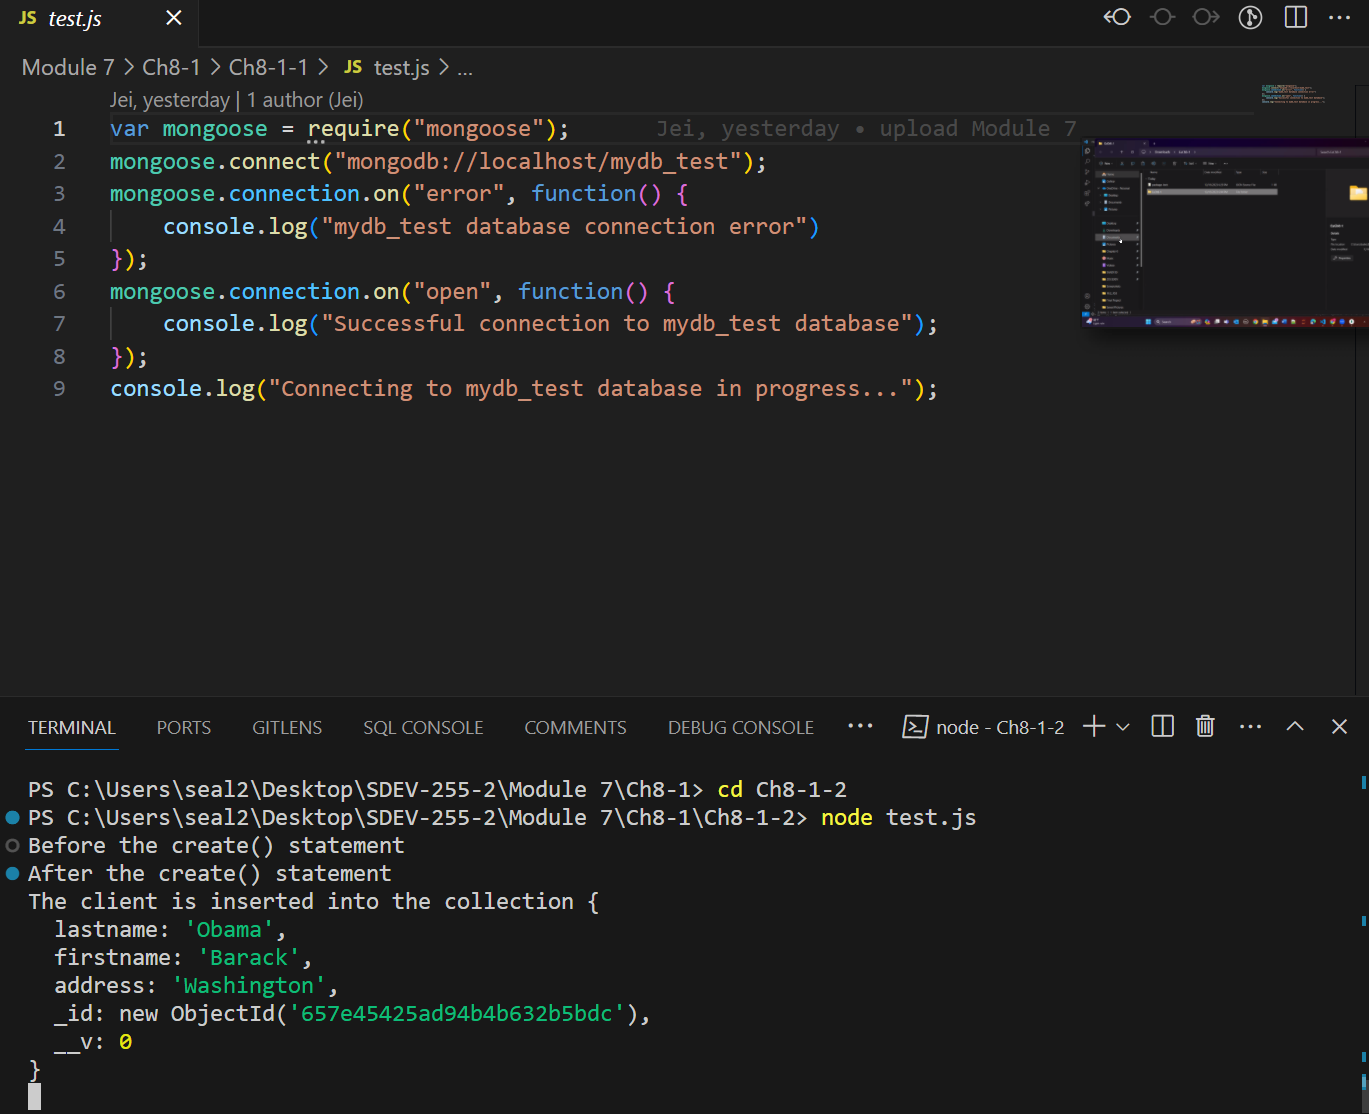 JS test.js
Module 7 > Ch8-1 > Ch8-1-1 > JS test.js > ...
Jei, yesterday | 1 author (Jei)
1 var mongoose = require("mongoose"); Jei, yesterday • upload Module 7
2 mongoose.connect("mongodb://localhost/mydb_test");
3 mongoose.connection.on("error", function() {
4 console.log("mydb_test database connection error")
5 });
6 mongoose.connection.on("open", function() {
7 console.log("Successful connection to mydb_test database");
8 });
9 console.log("Connecting to mydb_test database in progress...");
TERMINAL PORTS GITLENS SQL CONSOLE COMMENTS DEBUG CONSOLE ... node - Ch8-1-2
PS C:\Users\seal2\Desktop\SDEV-255-2\Module 7\Ch8-1> cd Ch8-1-2
PS C:\Users\seal2\Desktop\SDEV-255-2\Module 7\Ch8-1\Ch8-1-2> node test.js
Before the create() statement
After the create() statement
The client is inserted into the collection {
lastname: 'Obama',
firstname: 'Barack',
address: 'Washington',
_id: new ObjectId('657e45425ad94b4b632b5bdc'),
__v: 0
}